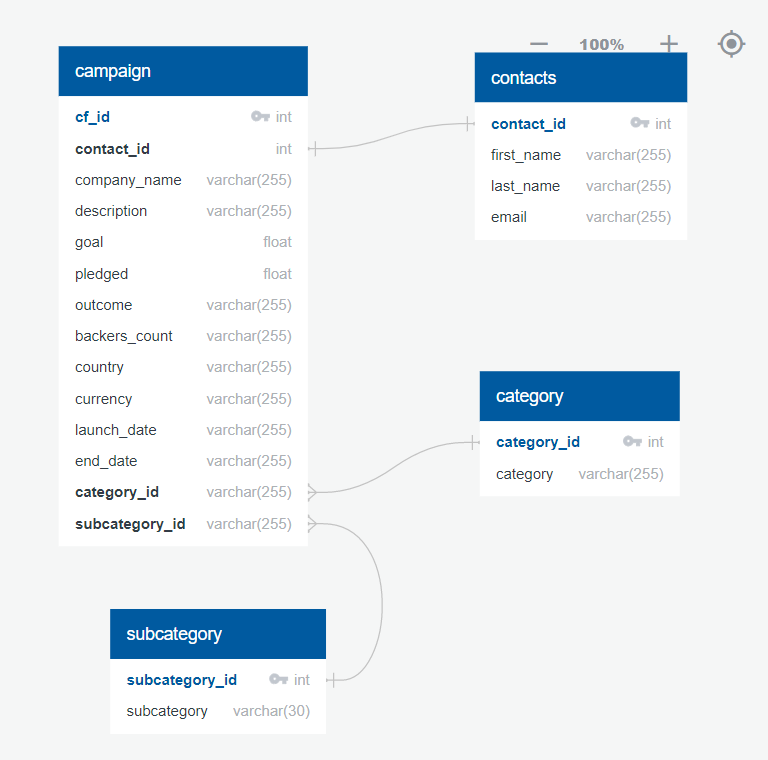 campaign
cf_id int
contact_id int
company_name varchar(255)
description varchar(255)
goal float
pledged float
outcome varchar(255)
backers_count varchar(255)
country varchar(255)
currency varchar(255)
launch_date varchar(255)
end_date varchar(255)
category_id varchar(255)
subcategory_id varchar(255)
100%
contacts
contact_id int
first_name varchar(255)
last_name varchar(255)
email varchar(255)
category
category_id int
category varchar(255)
subcategory
subcategory_id int
subcategory varchar(30)